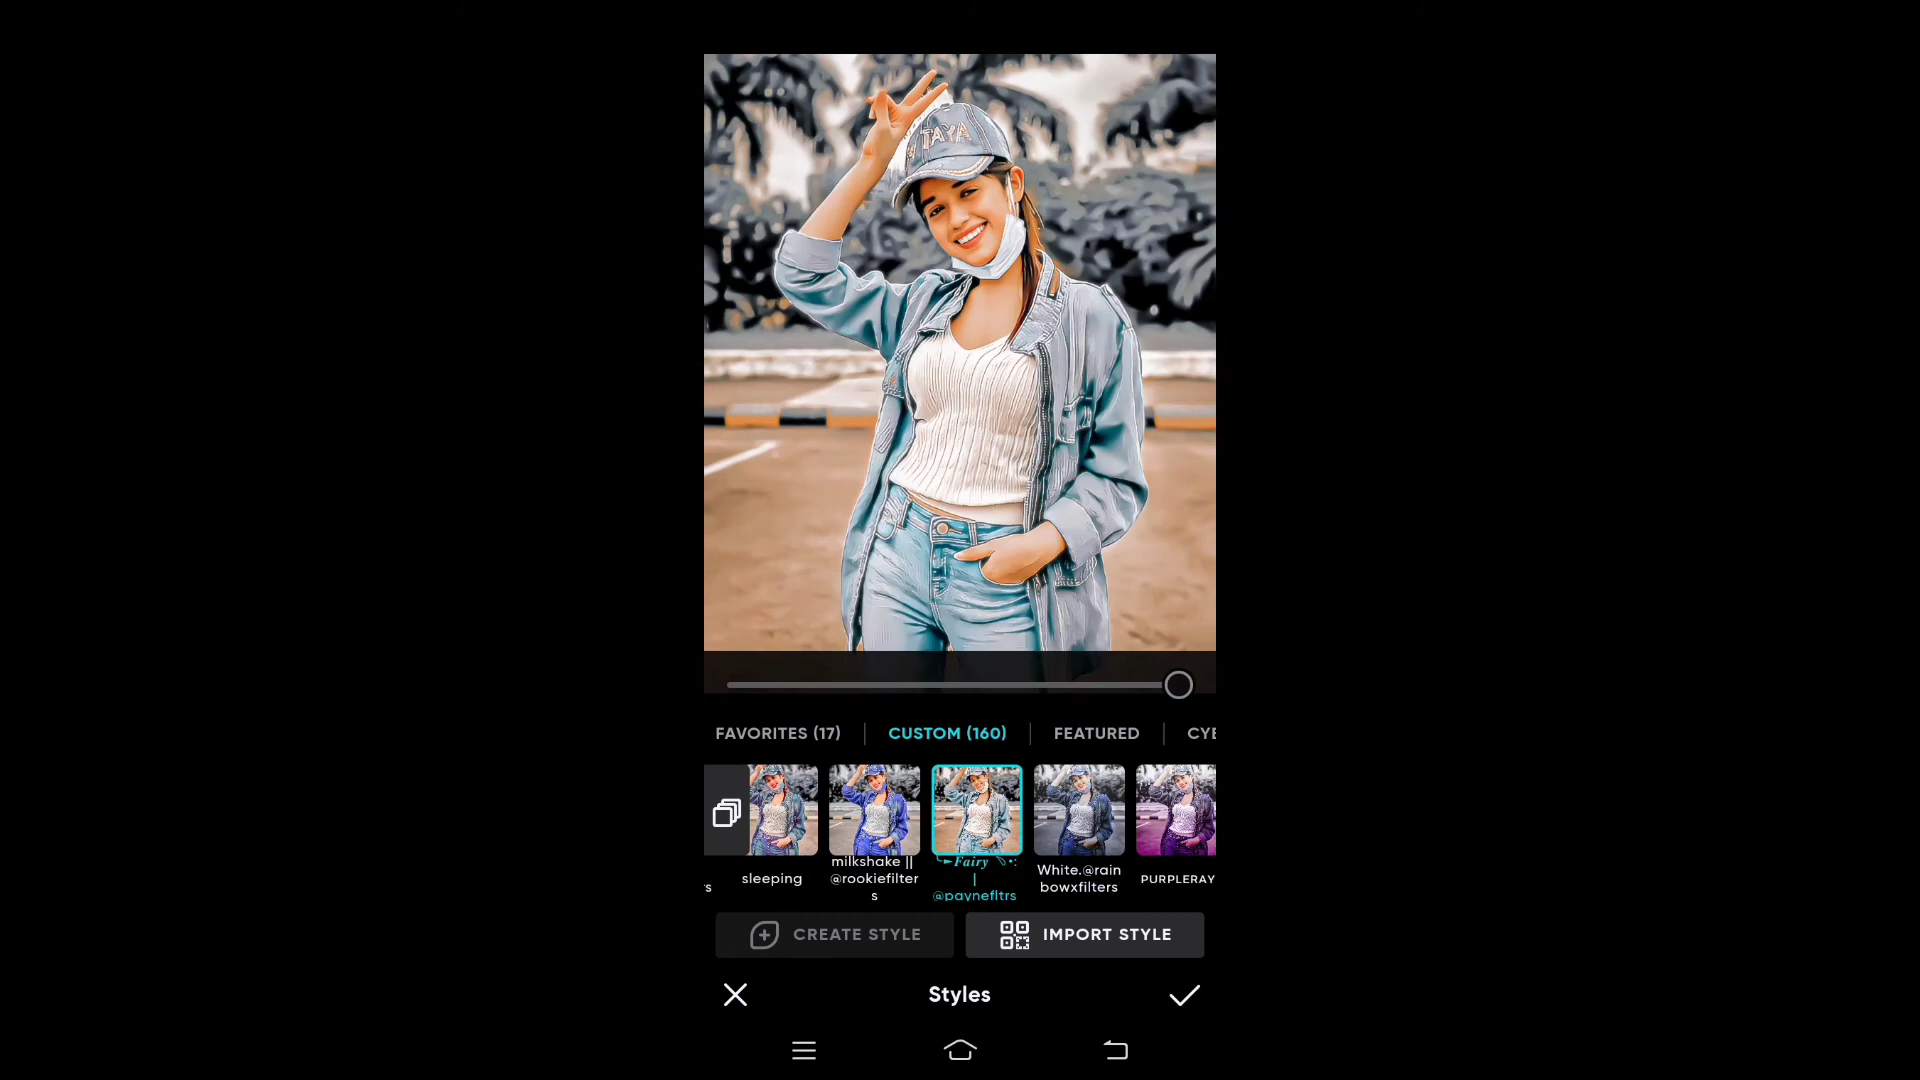 TAYA
FAVORITES (17)
CUSTOM (160)
FEATURED
CYE
rs
sleeping
milkshake ||
@rookiefilter
s
╰►Fairy ༉•:
|
@paynefltrs
White.@rain
bowxfilters
PURPLERAY
CREATE STYLE
IMPORT STYLE
Styles